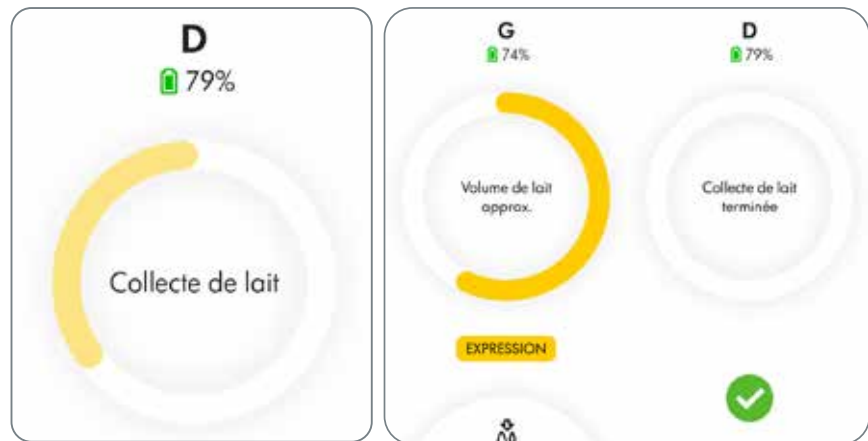 D
79%
Collecte de lait
G
74%
Volume de lait
approx.
EXPRESSION
D
79%
Collecte de lait
terminée